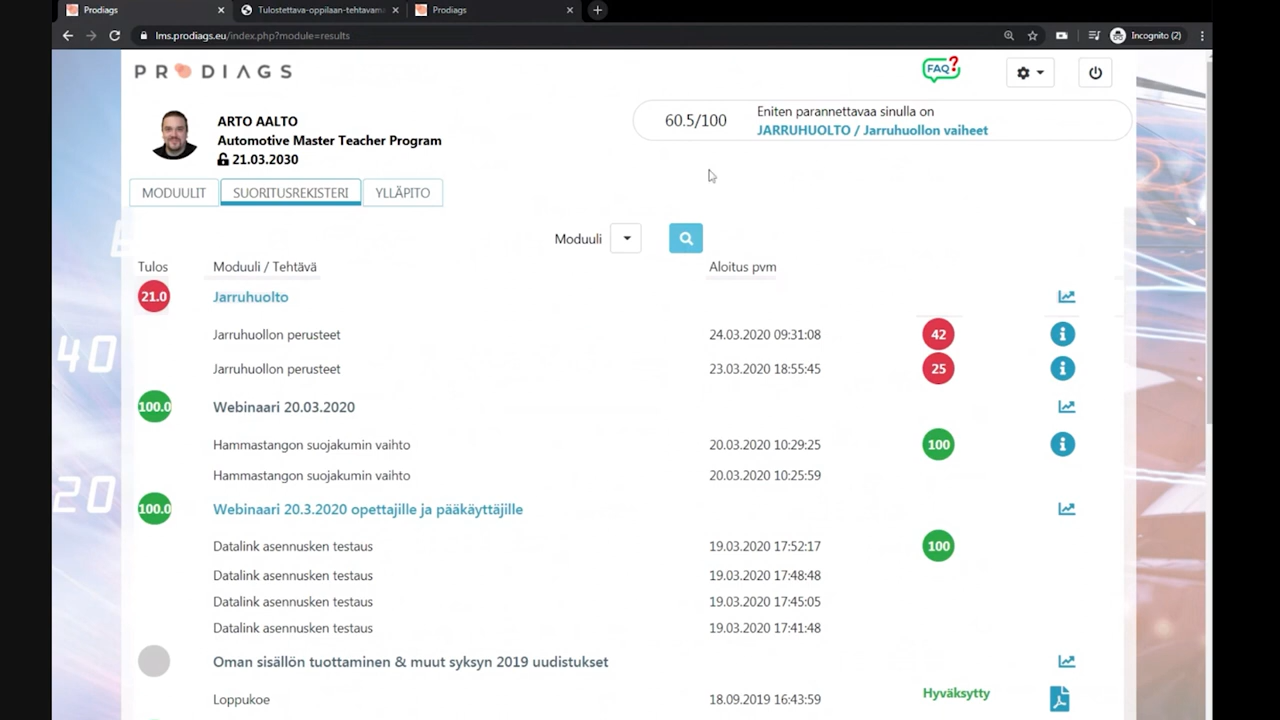 Prodiags
Tulostettava-oppilaan-tehtavama
Prodiags
lms.prodiags.eu/index.php?module=results
Incognito (2)
PRODIAGS
FAQ?
ARTO AALTO
Automotive Master Teacher Program
21.03.2030
60.5/100
Eniten parannettavaa sinulla on
JARRUHUOLTO / Jarruhuollon vaiheet
MODUULIT
SUORITUSREKISTERI
YLLÄPITO
Moduuli
Tulos Moduuli / Tehtävä Aloitus pvm
21.0 Jarruhuolto
Jarruhuollon perusteet 24.03.2020 09:31:08 42
40
Jarruhuollon perusteet 23.03.2020 18:55:45 25
100.0 Webinaari 20.03.2020
Hammastangon suojakumin vaihto 20.03.2020 10:29:25 100
Hammastangon suojakumin vaihto 20.03.2020 10:25:59
20
100.0 Webinaari 20.3.2020 opettajille ja pääkäyttäjille
Datalink asennusken testaus 19.03.2020 17:52:17 100
Datalink asennusken testaus 19.03.2020 17:48:48
Datalink asennusken testaus 19.03.2020 17:45:05
Datalink asennusken testaus 19.03.2020 17:41:48
Oman sisällön tuottaminen & muut syksyn 2019 uudistukset
Loppukoe 18.09.2019 16:43:59 Hyväksytty